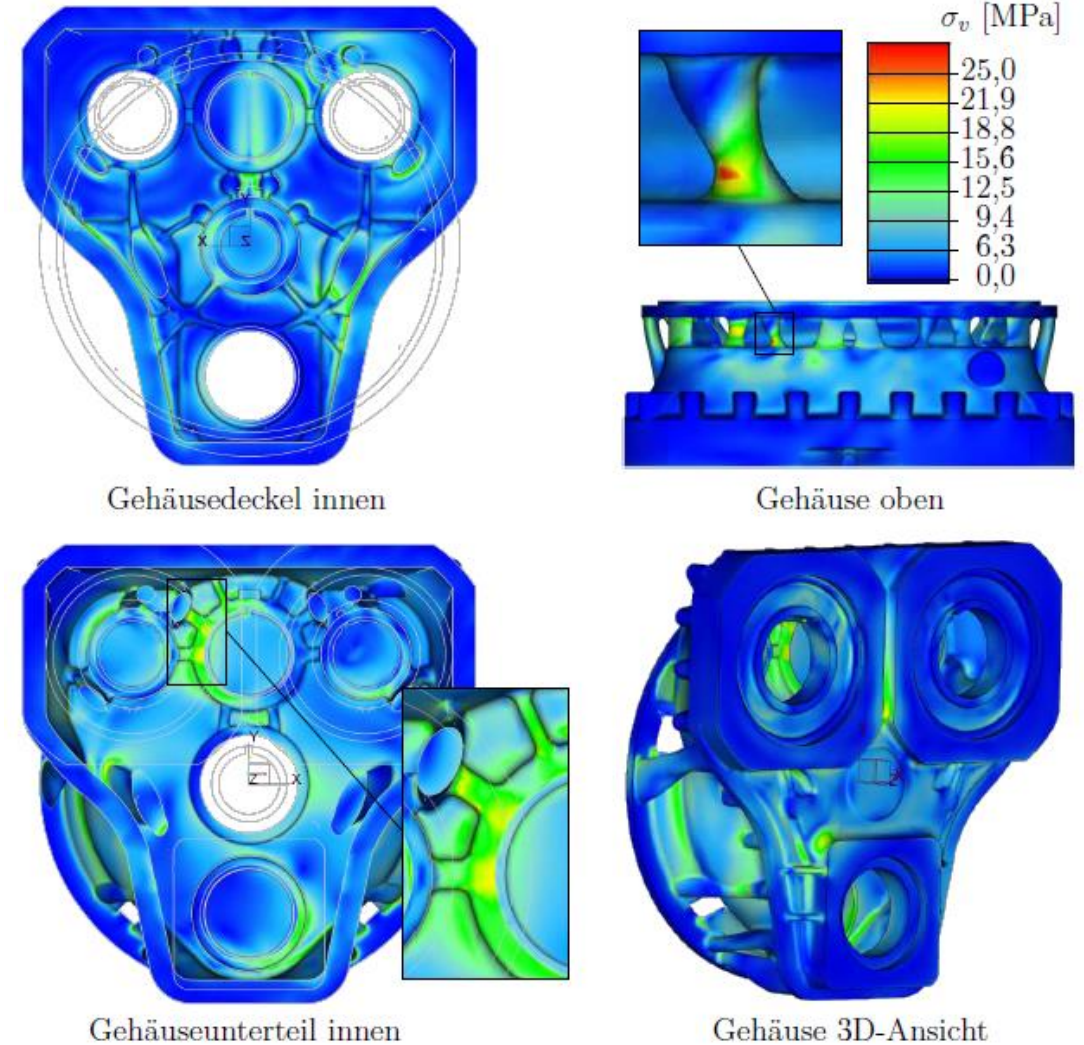 σᵥ [MPa]
25,0
21,9
18,8
15,6
12,5
9,4
6,3
0,0
X Z
Gehäusedeckel innen
Gehäuse oben
Y
Z X
Gehäuseunterteil innen
Gehäuse 3D-Ansicht